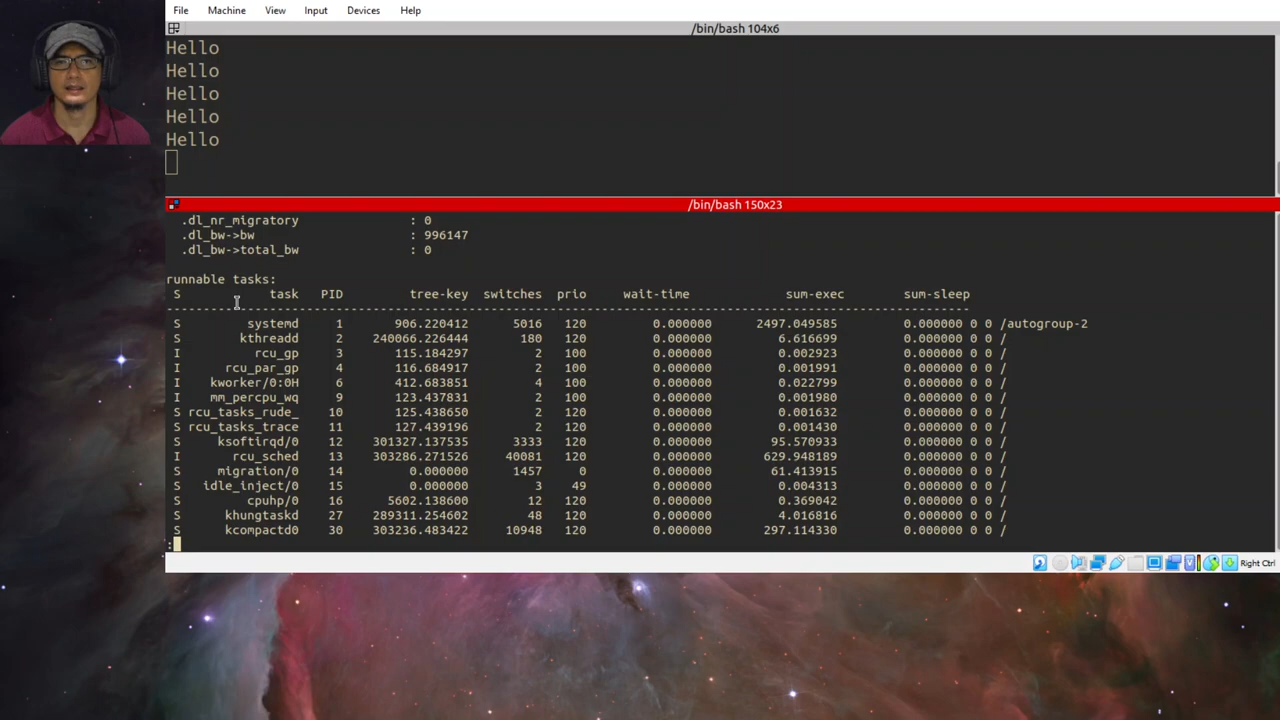 File Machine View Input Devices Help
/bin/bash 104x6
Hello
Hello
Hello
Hello
Hello
/bin/bash 150x23
.dl_nr_migratory : 0
.dl_bw->bw : 996147
.dl_bw->total_bw : 0
runnable tasks:
S task PID tree-key switches prio wait-time sum-exec sum-sleep
-------------------------------------------------------------------------------------------------------------
S systemd 1 906.220412 5016 120 0.000000 2497.049585 0.000000 0 0 /autogroup-2
S kthreadd 2 240066.226444 180 120 0.000000 6.616699 0.000000 0 0 /
I rcu_gp 3 115.184297 2 100 0.000000 0.002923 0.000000 0 0 /
I rcu_par_gp 4 116.684917 2 100 0.000000 0.001991 0.000000 0 0 /
I kworker/0:0H 6 412.683851 4 100 0.000000 0.022799 0.000000 0 0 /
I mm_percpu_wq 9 123.437831 2 100 0.000000 0.001980 0.000000 0 0 /
S rcu_tasks_rude_ 10 125.438650 2 120 0.000000 0.001632 0.000000 0 0 /
S rcu_tasks_trace 11 127.439196 2 120 0.000000 0.001430 0.000000 0 0 /
S ksoftirqd/0 12 301327.137535 3333 120 0.000000 95.570933 0.000000 0 0 /
I rcu_sched 13 303286.271526 40081 120 0.000000 629.948189 0.000000 0 0 /
S migration/0 14 0.000000 1457 0 0.000000 61.413915 0.000000 0 0 /
S idle_inject/0 15 0.000000 3 49 0.000000 0.004313 0.000000 0 0 /
S cpuhp/0 16 5602.138600 12 120 0.000000 0.369042 0.000000 0 0 /
S khungtaskd 27 289311.254602 48 120 0.000000 4.016816 0.000000 0 0 /
S kcompactd0 30 303236.483422 10948 120 0.000000 297.114330 0.000000 0 0 /
:
Right Ctrl